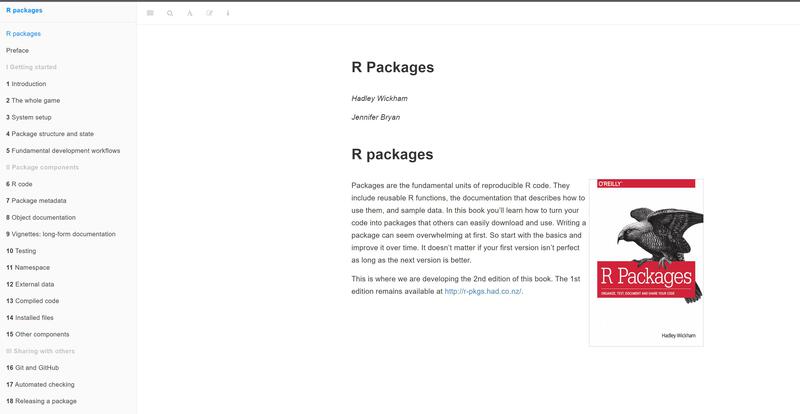 R packages
R packages
Preface
I Getting started
1 Introduction
2 The whole game
3 System setup
4 Package structure and state
5 Fundamental development workflows
II Package components
6 R code
7 Package metadata
8 Object documentation
9 Vignettes: long-form documentation
10 Testing
11 Namespace
12 External data
13 Compiled code
14 Installed files
15 Other components
III Sharing with others
16 Git and GitHub
17 Automated checking
18 Releasing a package
R Packages
Hadley Wickham
Jennifer Bryan
R packages
Packages are the fundamental units of reproducible R code. They
include reusable R functions, the documentation that describes how to
use them, and sample data. In this book you'll learn how to turn your
code into packages that others can easily download and use. Writing a
package can seem overwhelming at first. So start with the basics and
improve it over time. It doesn't matter if your first version isn't perfect
as long as the next version is better.
This is where we are developing the 2nd edition of this book. The 1st
edition remains available at http://r-pkgs.had.co.nz/.
O'REILLY
R Packages
ORGANIZE, TEST, DOCUMENT AND SHARE YOUR CODE
Hadley Wickham